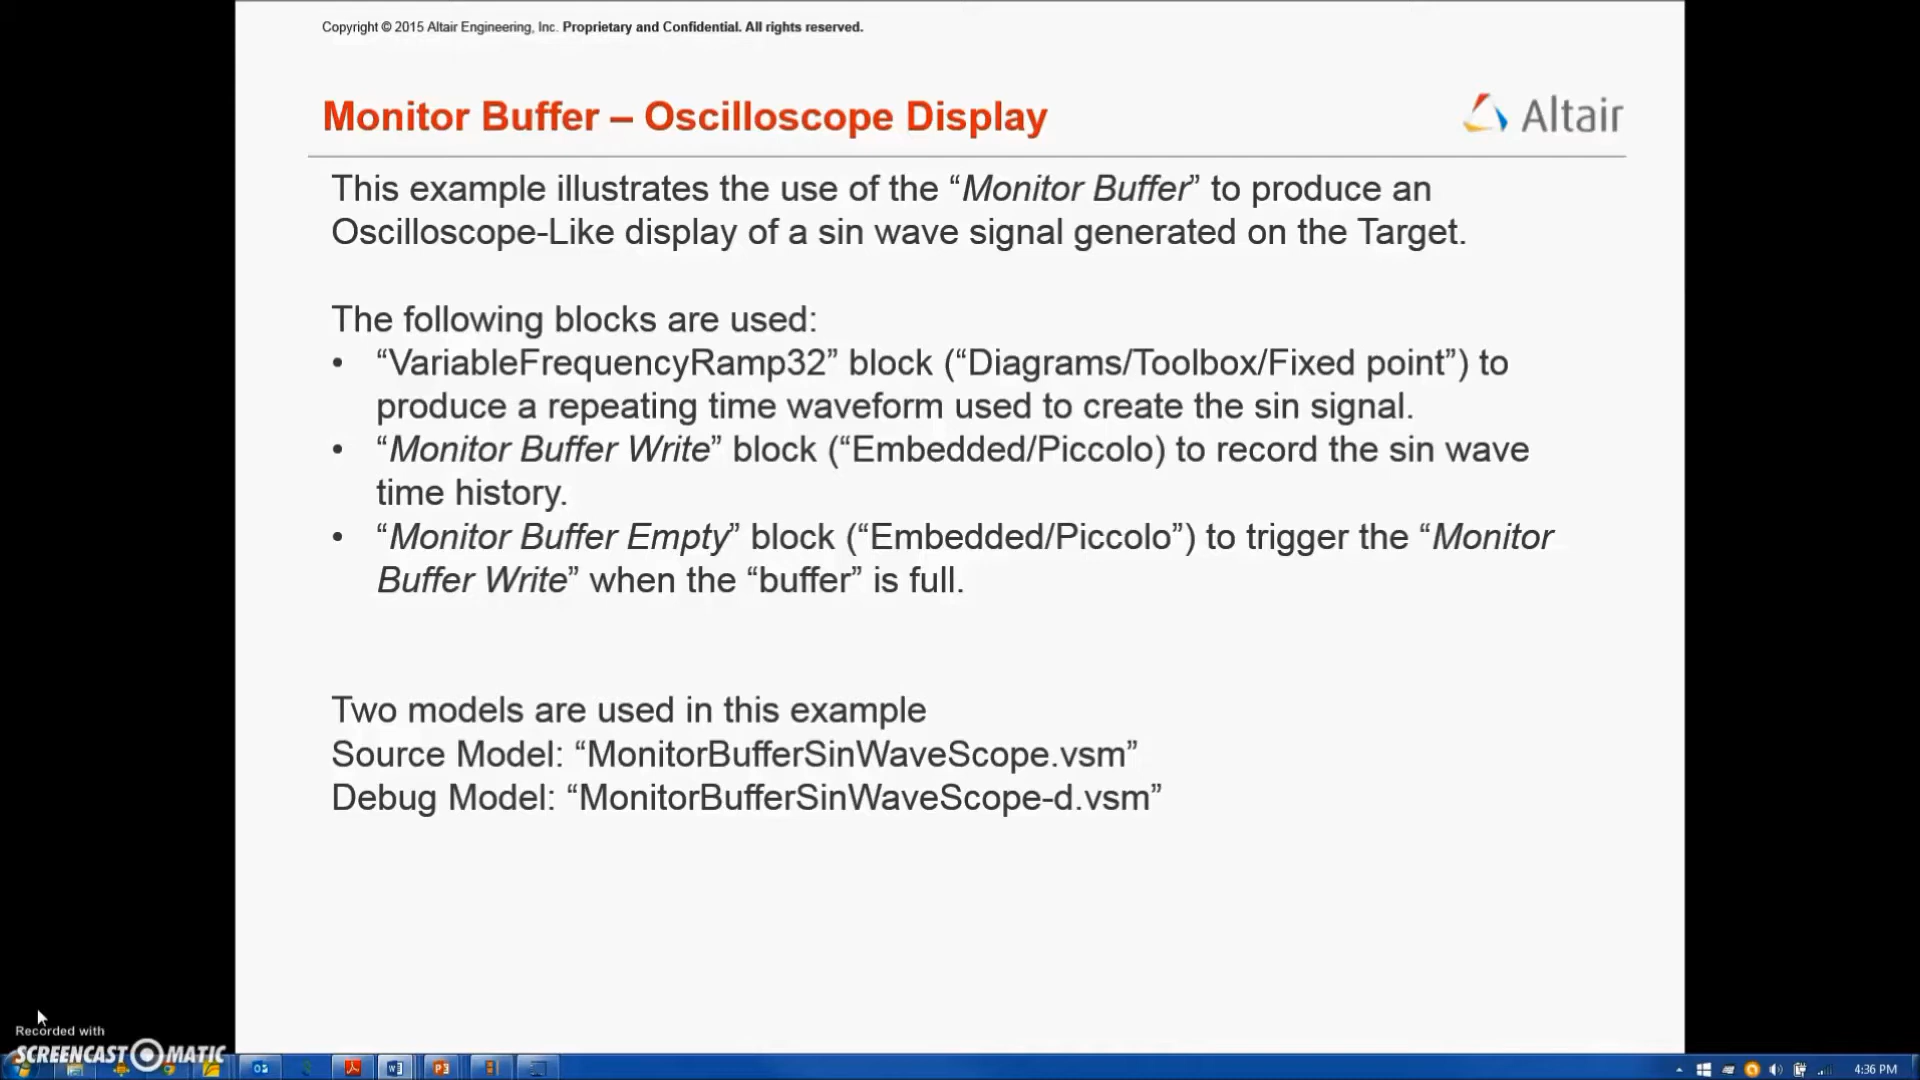 Copyright © 2015 Altair Engineering, Inc. Proprietary and Confidential. All rights reserved.
Monitor Buffer – Oscilloscope Display
Altair
This example illustrates the use of the “Monitor Buffer” to produce an
Oscilloscope-Like display of a sin wave signal generated on the Target.
The following blocks are used:
• “VariableFrequencyRamp32” block (“Diagrams/Toolbox/Fixed point”) to
produce a repeating time waveform used to create the sin signal.
• “Monitor Buffer Write” block (“Embedded/Piccolo) to record the sin wave
time history.
• “Monitor Buffer Empty” block (“Embedded/Piccolo”) to trigger the “Monitor
Buffer Write” when the “buffer” is full.
Two models are used in this example
Source Model: “MonitorBufferSinWaveScope.vsm”
Debug Model: “MonitorBufferSinWaveScope-d.vsm”
Recorded with
SCREENCAST-O-MATIC
4:36 PM